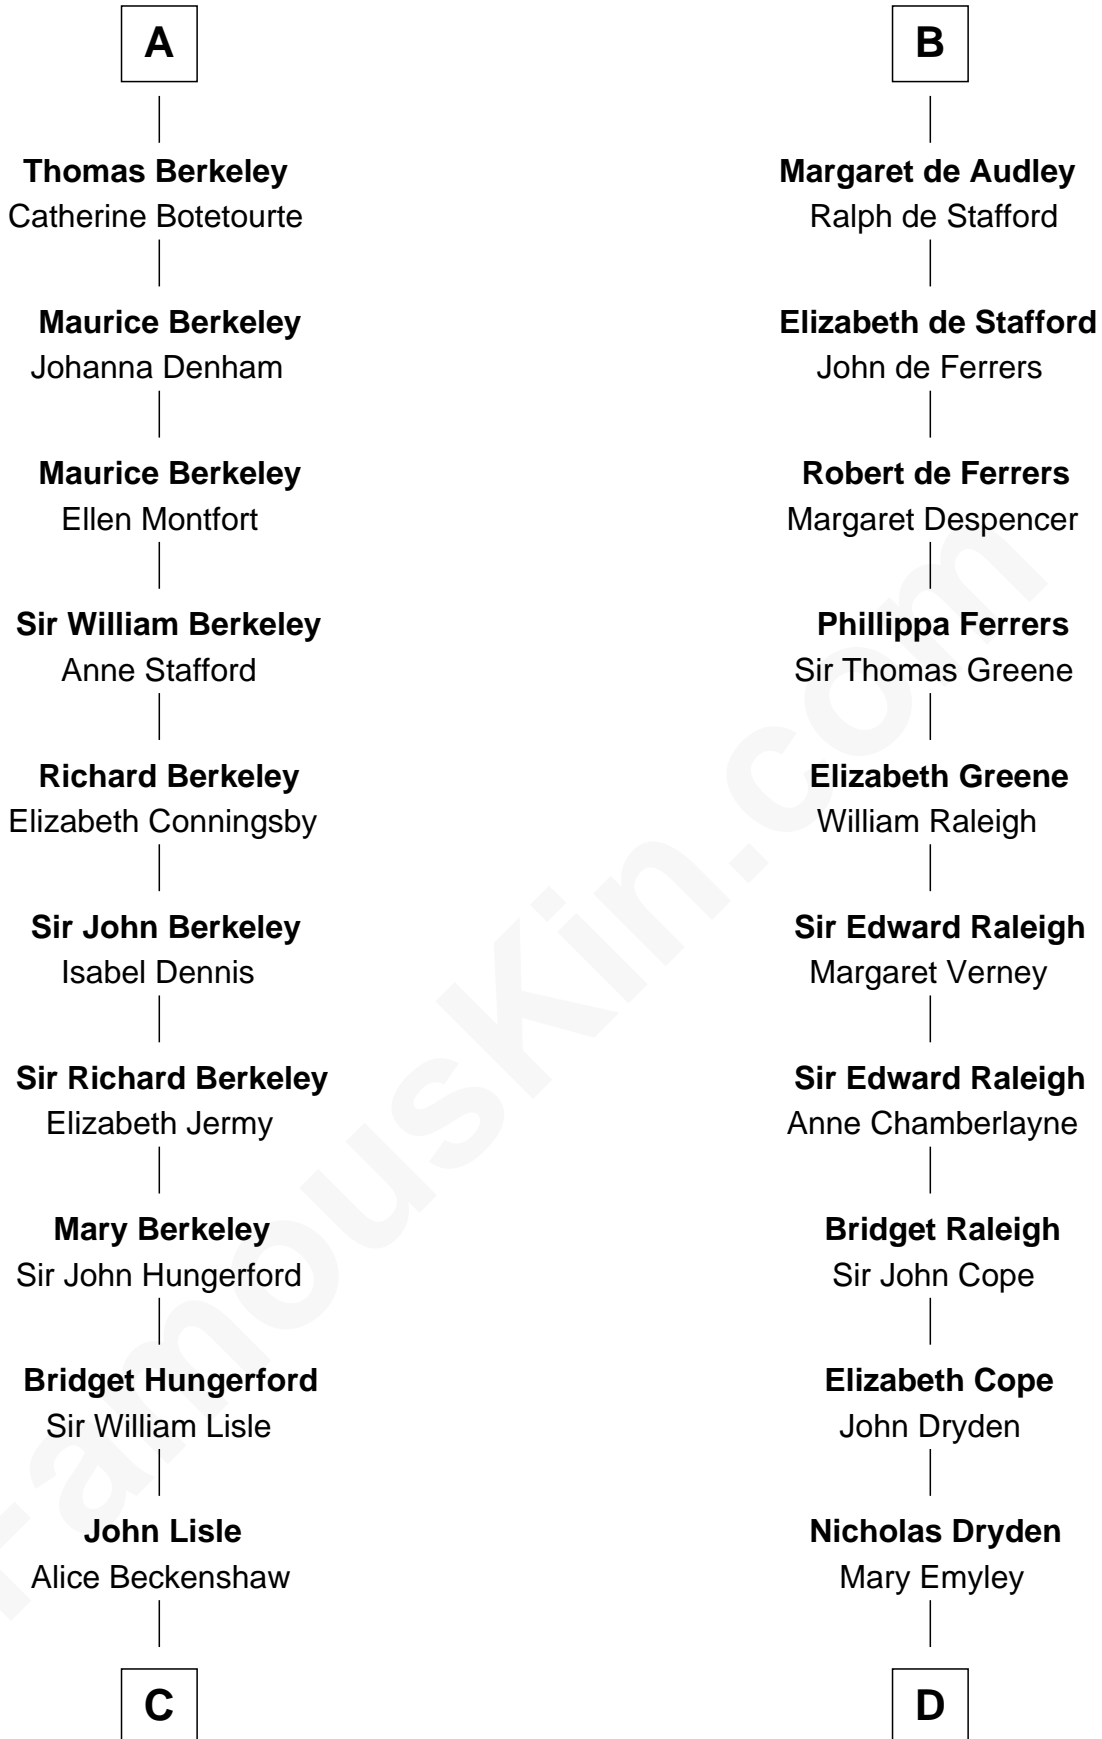 A
Thomas Berkeley
Catherine Botetourte
Maurice Berkeley
Johanna Denham
Maurice Berkeley
Ellen Montfort
Sir William Berkeley
Anne Stafford
Richard Berkeley
Elizabeth Conningsby
Sir John Berkeley
Isabel Dennis
Sir Richard Berkeley
Elizabeth Jermy
Mary Berkeley
Sir John Hungerford
Bridget Hungerford
Sir William Lisle
John Lisle
Alice Beckenshaw
C
B
Margaret de Audley
Ralph de Stafford
Elizabeth de Stafford
John de Ferrers
Robert de Ferrers
Margaret Despencer
Phillippa Ferrers
Sir Thomas Greene
Elizabeth Greene
William Raleigh
Sir Edward Raleigh
Margaret Verney
Sir Edward Raleigh
Anne Chamberlayne
Bridget Raleigh
Sir John Cope
Elizabeth Cope
John Dryden
Nicholas Dryden
Mary Emyley
D
FamousKin.com